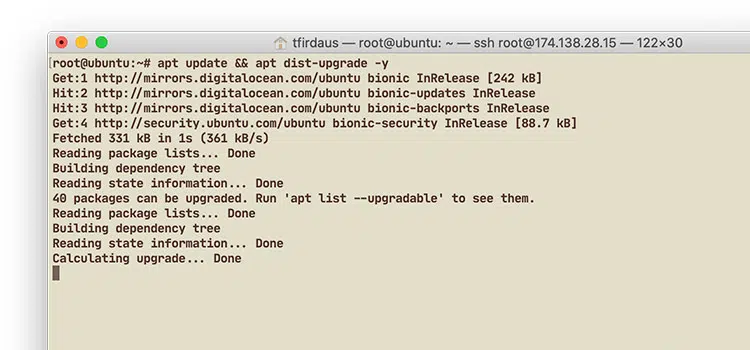 tfirdaus — root@ubuntu: ~ — ssh root@174.138.28.15 — 122×30
root@ubuntu:~# apt update && apt dist-upgrade -y
Get:1 http://mirrors.digitalocean.com/ubuntu bionic InRelease [242 kB]
Hit:2 http://mirrors.digitalocean.com/ubuntu bionic-updates InRelease
Hit:3 http://mirrors.digitalocean.com/ubuntu bionic-backports InRelease
Get:4 http://security.ubuntu.com/ubuntu bionic-security InRelease [88.7 kB]
Fetched 331 kB in 1s (361 kB/s)
Reading package lists... Done
Building dependency tree
Reading state information... Done
40 packages can be upgraded. Run 'apt list --upgradable' to see them.
Reading package lists... Done
Building dependency tree
Reading state information... Done
Calculating upgrade... Done